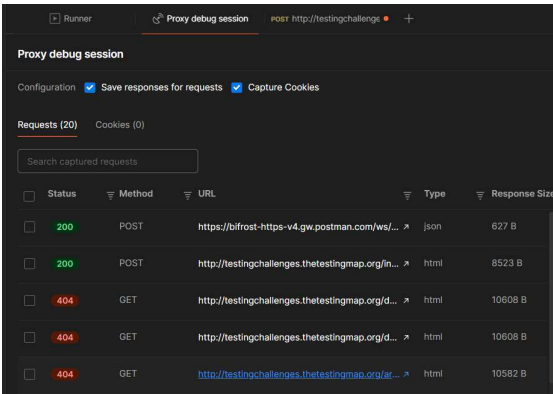 Runner Proxy debug session POST http://testingchallenge
Proxy debug session
Configuration Save responses for requests Capture Cookies
Requests (20) Cookies (0)
Search captured requests
Status Method URL Type Response Size
200 POST https://bifrost-https-v4.gw.postman.com/ws/... json 627 B
200 POST http://testingchallenges.thetestingmap.org/in... html 8523 B
404 GET http://testingchallenges.thetestingmap.org/d... html 10608 B
404 GET http://testingchallenges.thetestingmap.org/d... html 10608 B
404 GET http://testingchallenges.thetestingmap.org/ar... html 10582 B